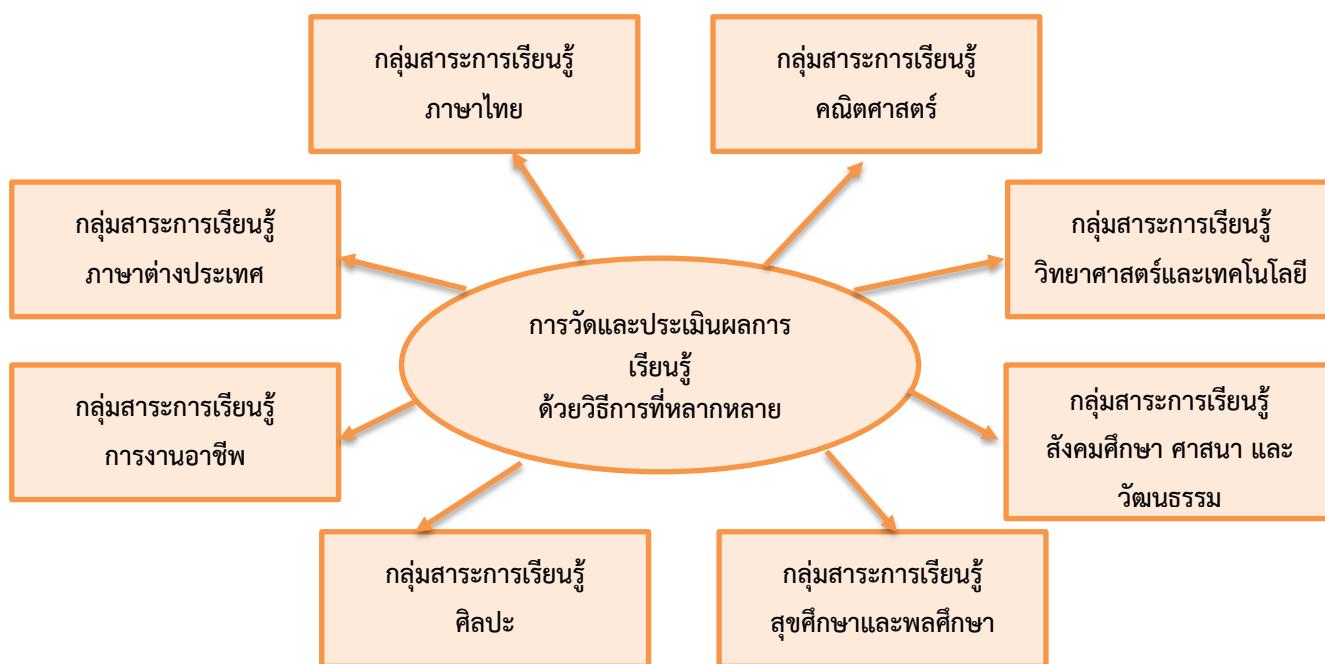 กลุ่มสาระการเรียนรู้
ภาษาไทย
กลุ่มสาระการเรียนรู้
คณิตศาสตร์
กลุ่มสาระการเรียนรู้
ภาษาต่างประเทศ
กลุ่มสาระการเรียนรู้
วิทยาศาสตร์และเทคโนโลยี
การวัดและประเมินผลการ
เรียนรู้
ด้วยวิธีการที่หลากหลาย
กลุ่มสาระการเรียนรู้
การงานอาชีพ
กลุ่มสาระการเรียนรู้
สังคมศึกษา ศาสนา และ
วัฒนธรรม
กลุ่มสาระการเรียนรู้
ศิลปะ
กลุ่มสาระการเรียนรู้
สุขศึกษาและพลศึกษา